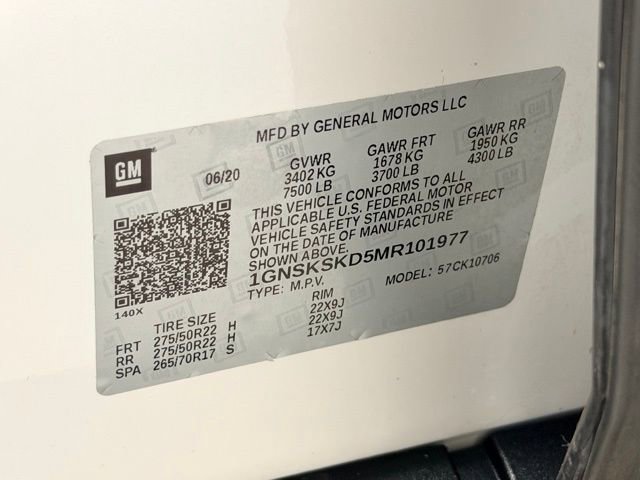 MFD BY GENERAL MOTORS LLC
GM
06/20
GVWR GAWR FRT GAWR RR
3402 KG 1678 KG 1950 KG
7500 LB 3700 LB 4300 LB
THIS VEHICLE CONFORMS TO ALL
APPLICABLE U.S. FEDERAL MOTOR
VEHICLE SAFETY STANDARDS IN EFFECT
ON THE DATE OF MANUFACTURE
SHOWN ABOVE.
1GNSKSKD5MR101977
TYPE: M.P.V. MODEL: 57CK10706
140X
TIRE SIZE RIM
FRT 275/50R22 H 22X9J
RR 275/50R22 H 22X9J
SPA 265/70R17 S 17X7J